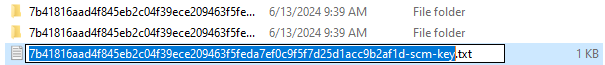 7b41816aad4f845eb2c04f39ece209463f5fe... 6/13/2024 9:39 AM File folder
7b41816aad4f845eb2c04f39ece209463f5fe... 6/13/2024 9:39 AM File folder
7b41816aad4f845eb2c04f39ece209463f5feda7ef0c9f5f7d25d1acc9b2af1d-scm-key.txt 1 KB